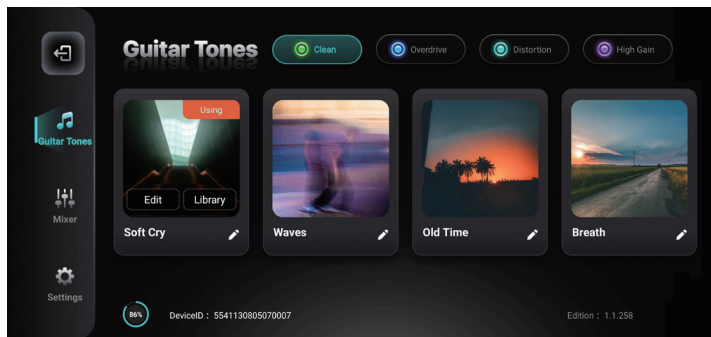 Guitar Tones
Clean
Overdrive
Distortion
High Gain
Guitar Tones
Mixer
Settings
Using
Edit
Library
Soft Cry
Waves
Old Time
Breath
86%
DeviceID : 5541130805070007
Edition : 1.1.258